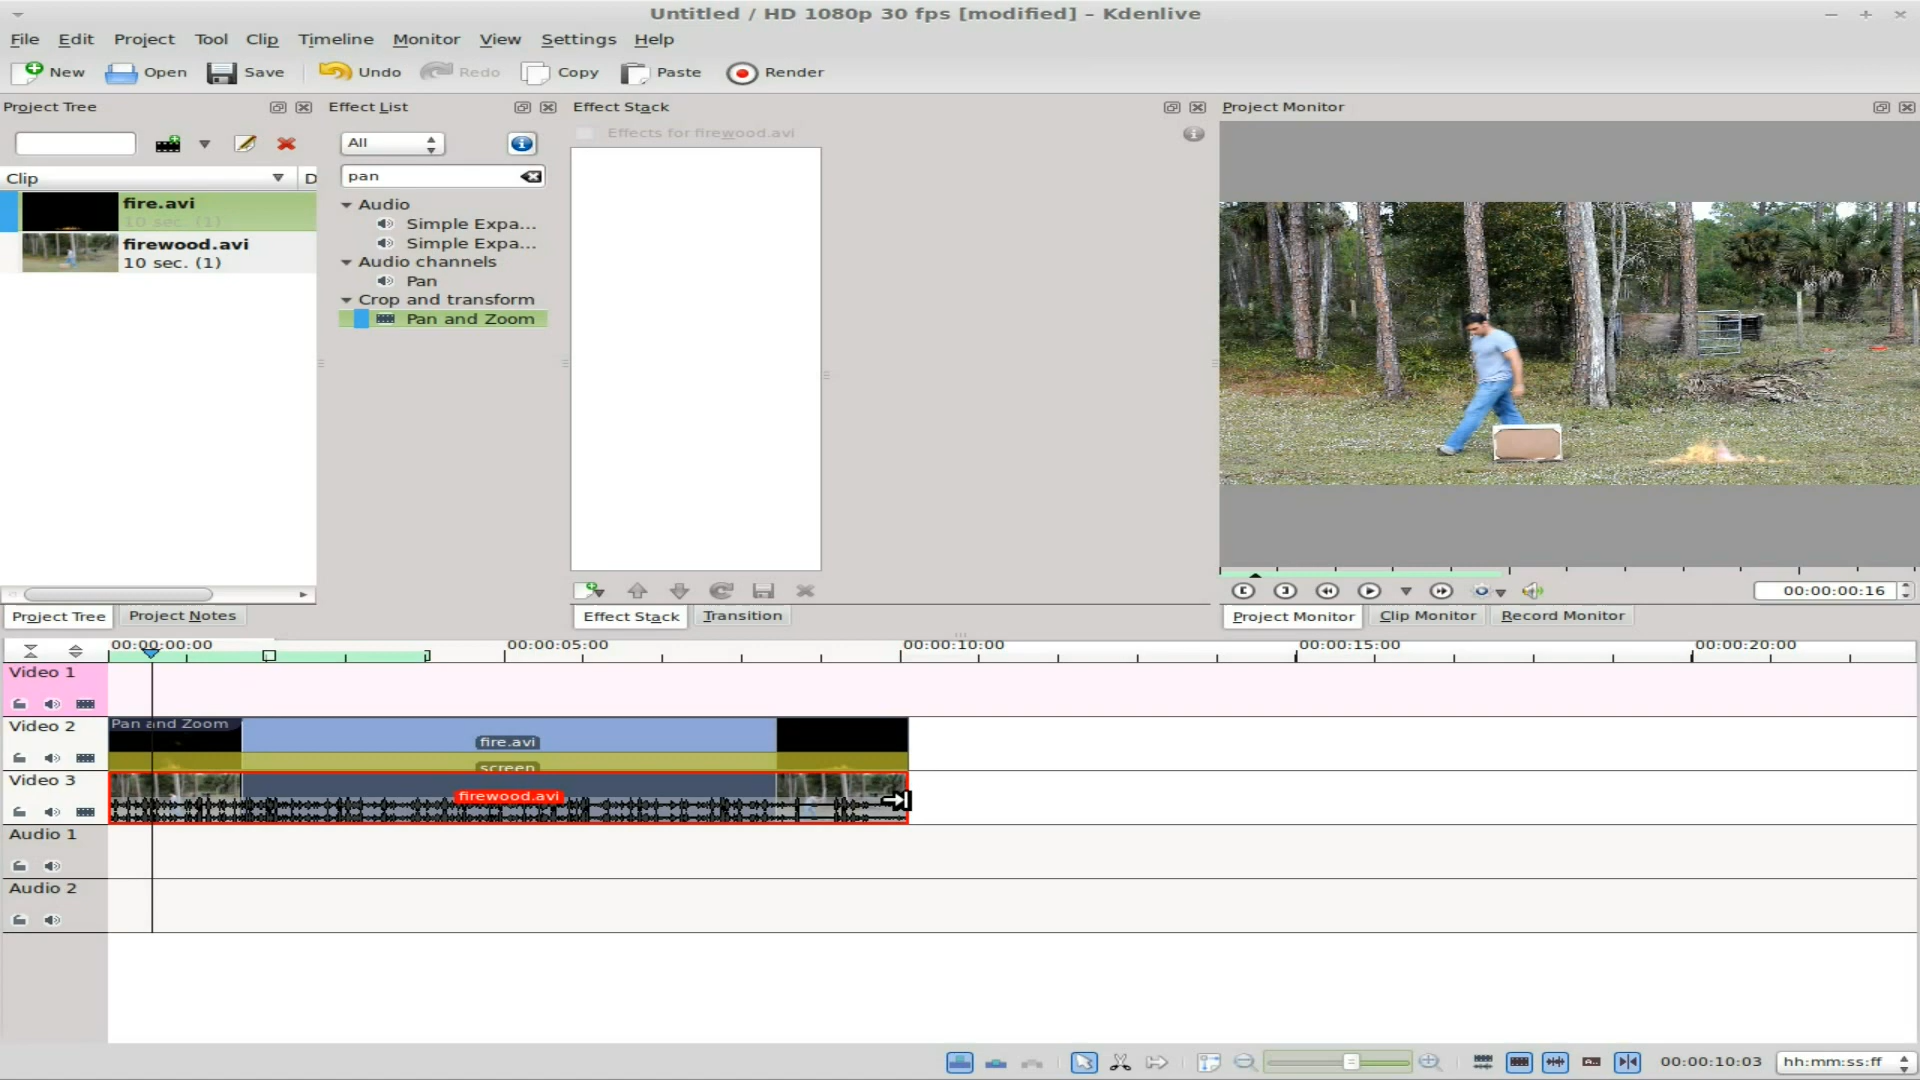 Untitled / HD 1080p 30 fps [modified] – Kdenlive
File Edit Project Tool Clip Timeline Monitor View Settings Help
New Open Save Undo Redo Copy Paste Render
Project Tree Effect List Effect Stack Project Monitor
Effects for firewood.avi
All
pan
Clip D
fire.avi
10 sec. (1)
firewood.avi
10 sec. (1)
Audio
Simple Expa...
Simple Expa...
Audio channels
Pan
Crop and transform
Pan and Zoom
00:00:00:16
Project Tree Project Notes Effect Stack Transition Project Monitor Clip Monitor Record Monitor
00:00:00:00 00:00:05:00 00:00:10:00 00:00:15:00 00:00:20:00
Video 1
Video 2
Pan and Zoom
fire.avi
screen
Video 3
firewood.avi
Audio 1
Audio 2
00:00:10:03 hh:mm:ss:ff